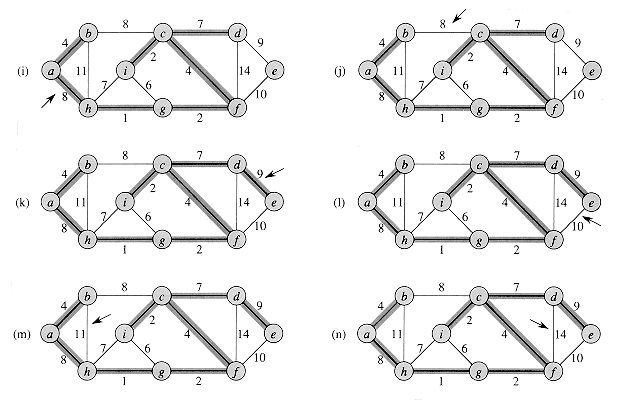 8 7 8 7
b c d b c d
4 9 4 9
2 2
(i) a 11 i 4 14 e (j) a 11 i 4 14 e
8 7 6 10 8 7 6 10
h g f h g f
1 2 1 2
8 7 8 7
b c d b c d
4 9 4 9
2 2
(k) a 11 i 4 14 e (l) a 11 i 4 14 e
8 7 6 10 8 7 6 10
h g f h g f
1 2 1 2
8 7 8 7
b c d b c d
4 9 4 9
2 2
(m) a 11 i 4 14 e (n) a 11 i 4 14 e
8 7 6 10 8 7 6 10
h g f h g f
1 2 1 2